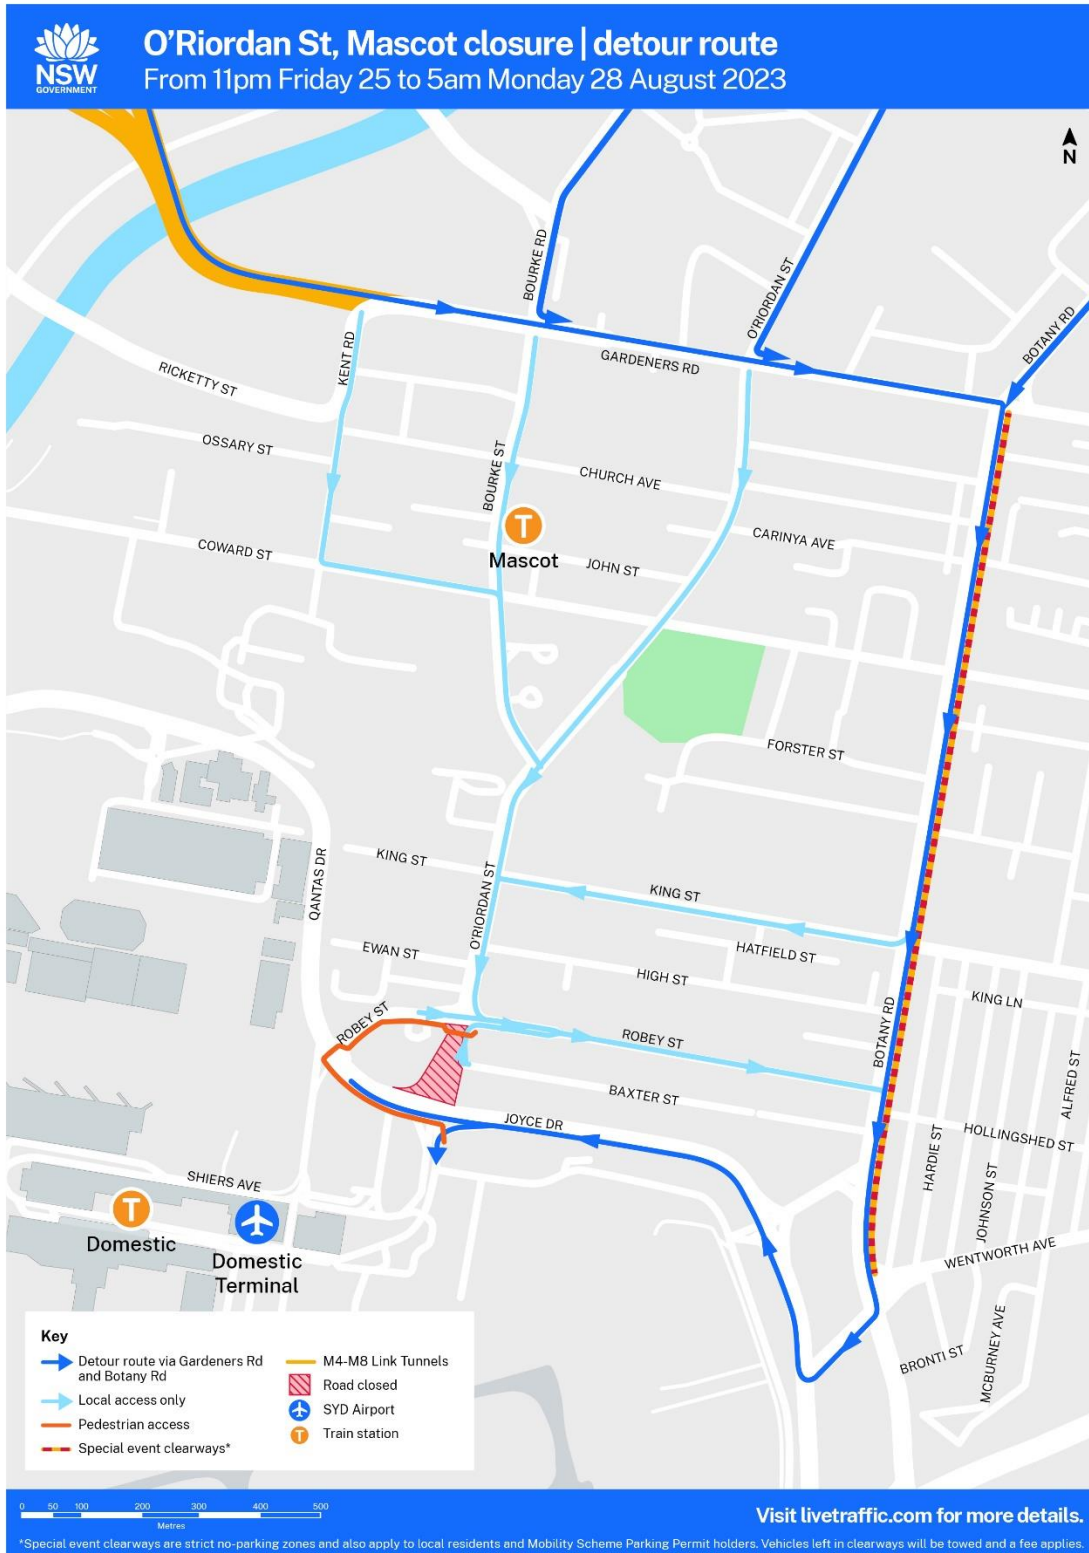 NSW
GOVERNMENT
O'Riordan St, Mascot closure | detour route
From 11pm Friday 25 to 5am Monday 28 August 2023
N
BOURKE RD
O'RIORDAN ST
BOTANY RD
GARDENERS RD
KENT RD
RICKETTY ST
OSSARY ST
BOURKE ST
CHURCH AVE
T
CARINYA AVE
COWARD ST
Mascot
JOHN ST
FORSTER ST
KING ST
QANTAS DR
O'RIORDAN ST
KING ST
EWAN ST
HATFIELD ST
HIGH ST
KING LN
ROBEY ST
ROBEY ST
BOTANY RD
ALFRED ST
BAXTER ST
JOYCE DR
HOLLINGSHED ST
HARDIE ST
SHIERS AVE
JOHNSON ST
T
Domestic
Domestic
Terminal
WENTWORTH AVE
BRONTI ST
MCBURNEY AVE
Key
Detour route via Gardeners Rd
and Botany Rd
Local access only
Pedestrian access
Special event clearways*
M4-M8 Link Tunnels
Road closed
SYD Airport
T
Train station
0 50 100 200 300 400 500
Metres
Visit livetraffic.com for more details.
*Special event clearways are strict no-parking zones and also apply to local residents and Mobility Scheme Parking Permit holders. Vehicles left in clearways will be towed and a fee applies.